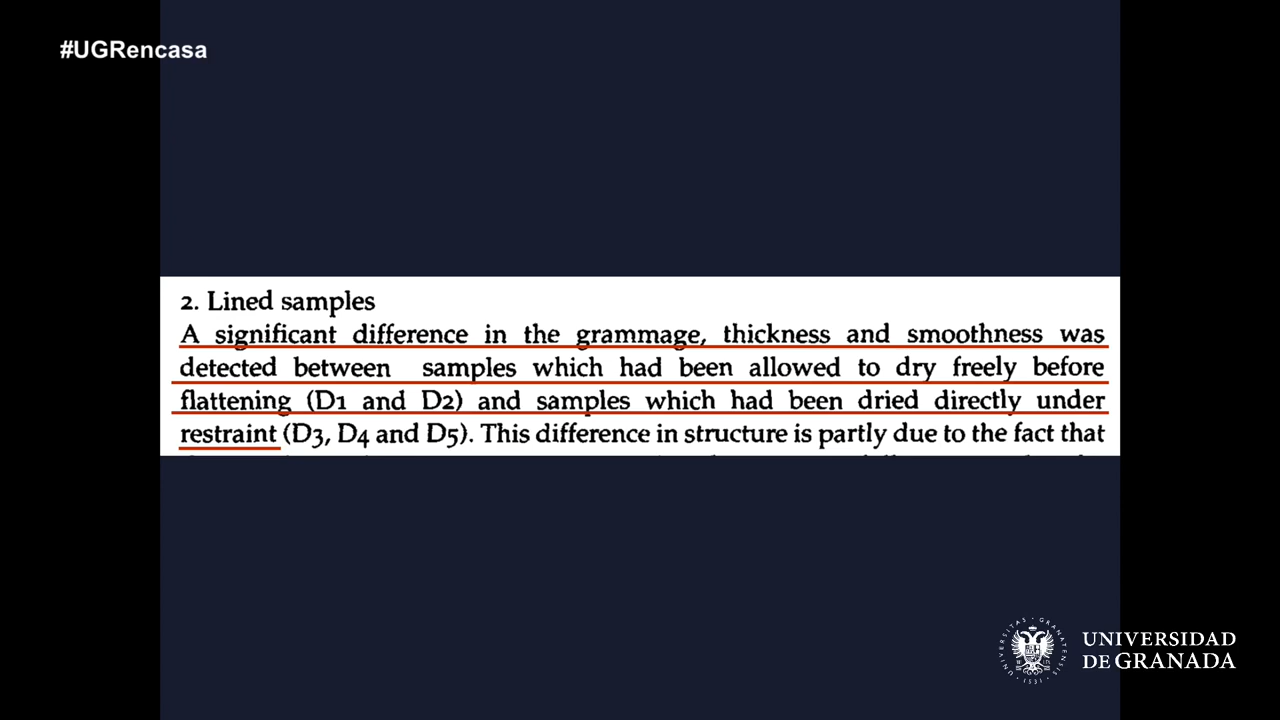 #UGRencasa
2. Lined samples
A significant difference in the grammage, thickness and smoothness was
detected between samples which had been allowed to dry freely before
flattening (D1 and D2) and samples which had been dried directly under
restraint (D3, D4 and D5). This difference in structure is partly due to the fact that
UNIVERSIDAD
DE GRANADA